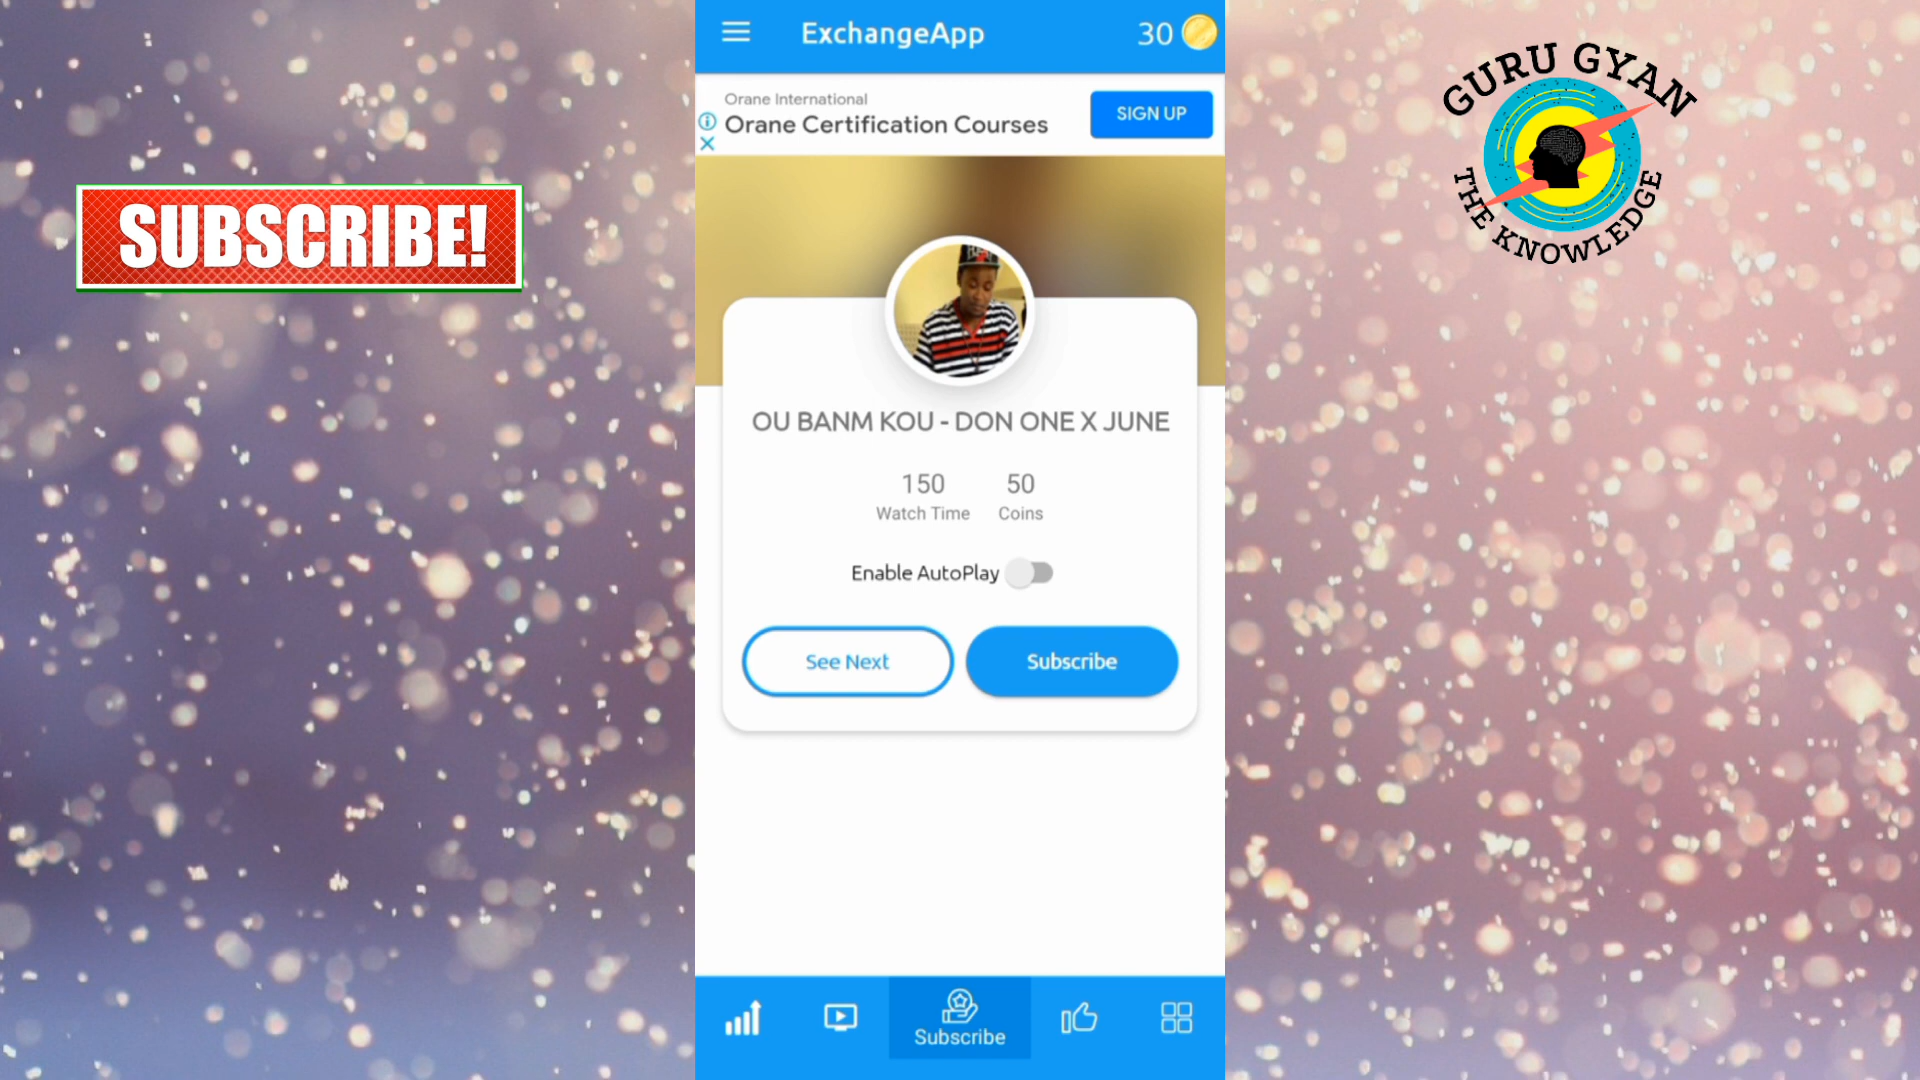 SUBSCRIBE!
ExchangeApp
30
Orane International
Orane Certification Courses
SIGN UP
OU BANM KOU - DON ONE X JUNE
150
50
Watch Time
Coins
Enable AutoPlay
See Next
Subscribe
Subscribe
GURU GYAN
THE KNOWLEDGE